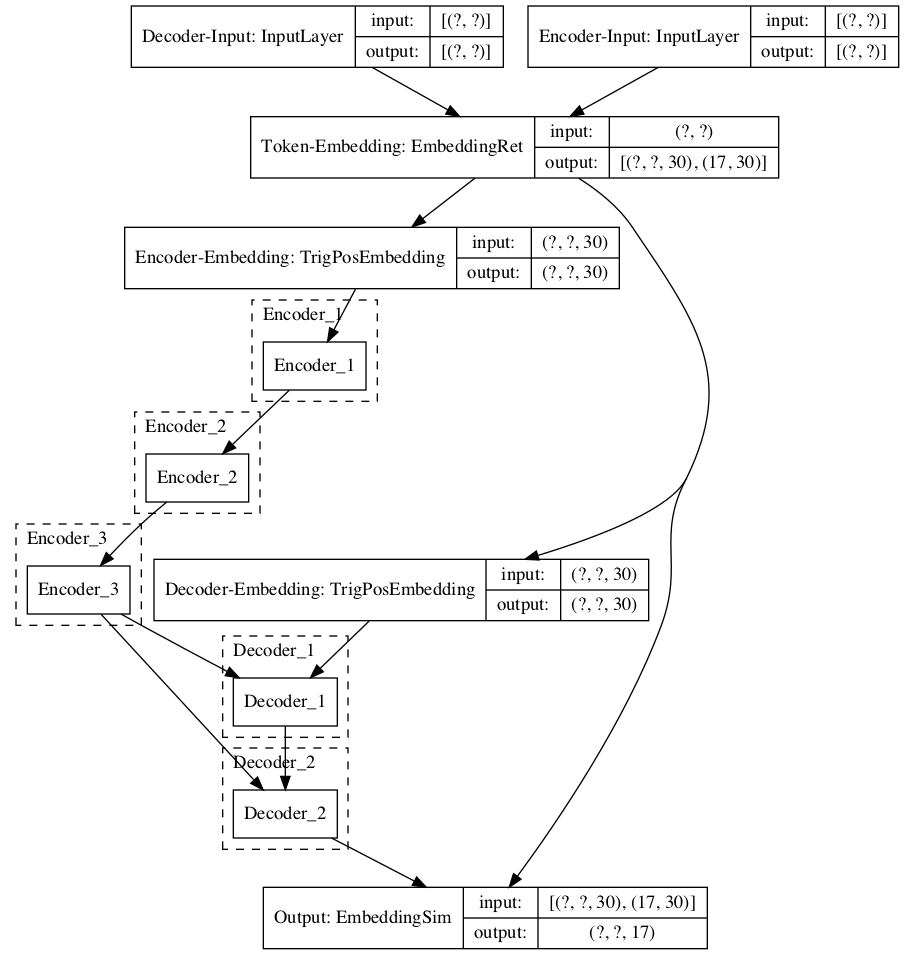 Decoder-Input: InputLayer
input: [(?, ?)]
output: [(?, ?)]
Encoder-Input: InputLayer
input: [(?, ?)]
output: [(?, ?)]
Token-Embedding: EmbeddingRet
input: (?, ?)
output: [(?, ?, 30), (17, 30)]
Encoder-Embedding: TrigPosEmbedding
input: (?, ?, 30)
output: (?, ?, 30)
Encoder_1
Encoder_1
Encoder_2
Encoder_2
Encoder_3
Encoder_3
Decoder-Embedding: TrigPosEmbedding
input: (?, ?, 30)
output: (?, ?, 30)
Decoder_1
Decoder_1
Decoder_2
Decoder_2
Output: EmbeddingSim
input: [(?, ?, 30), (17, 30)]
output: (?, ?, 17)